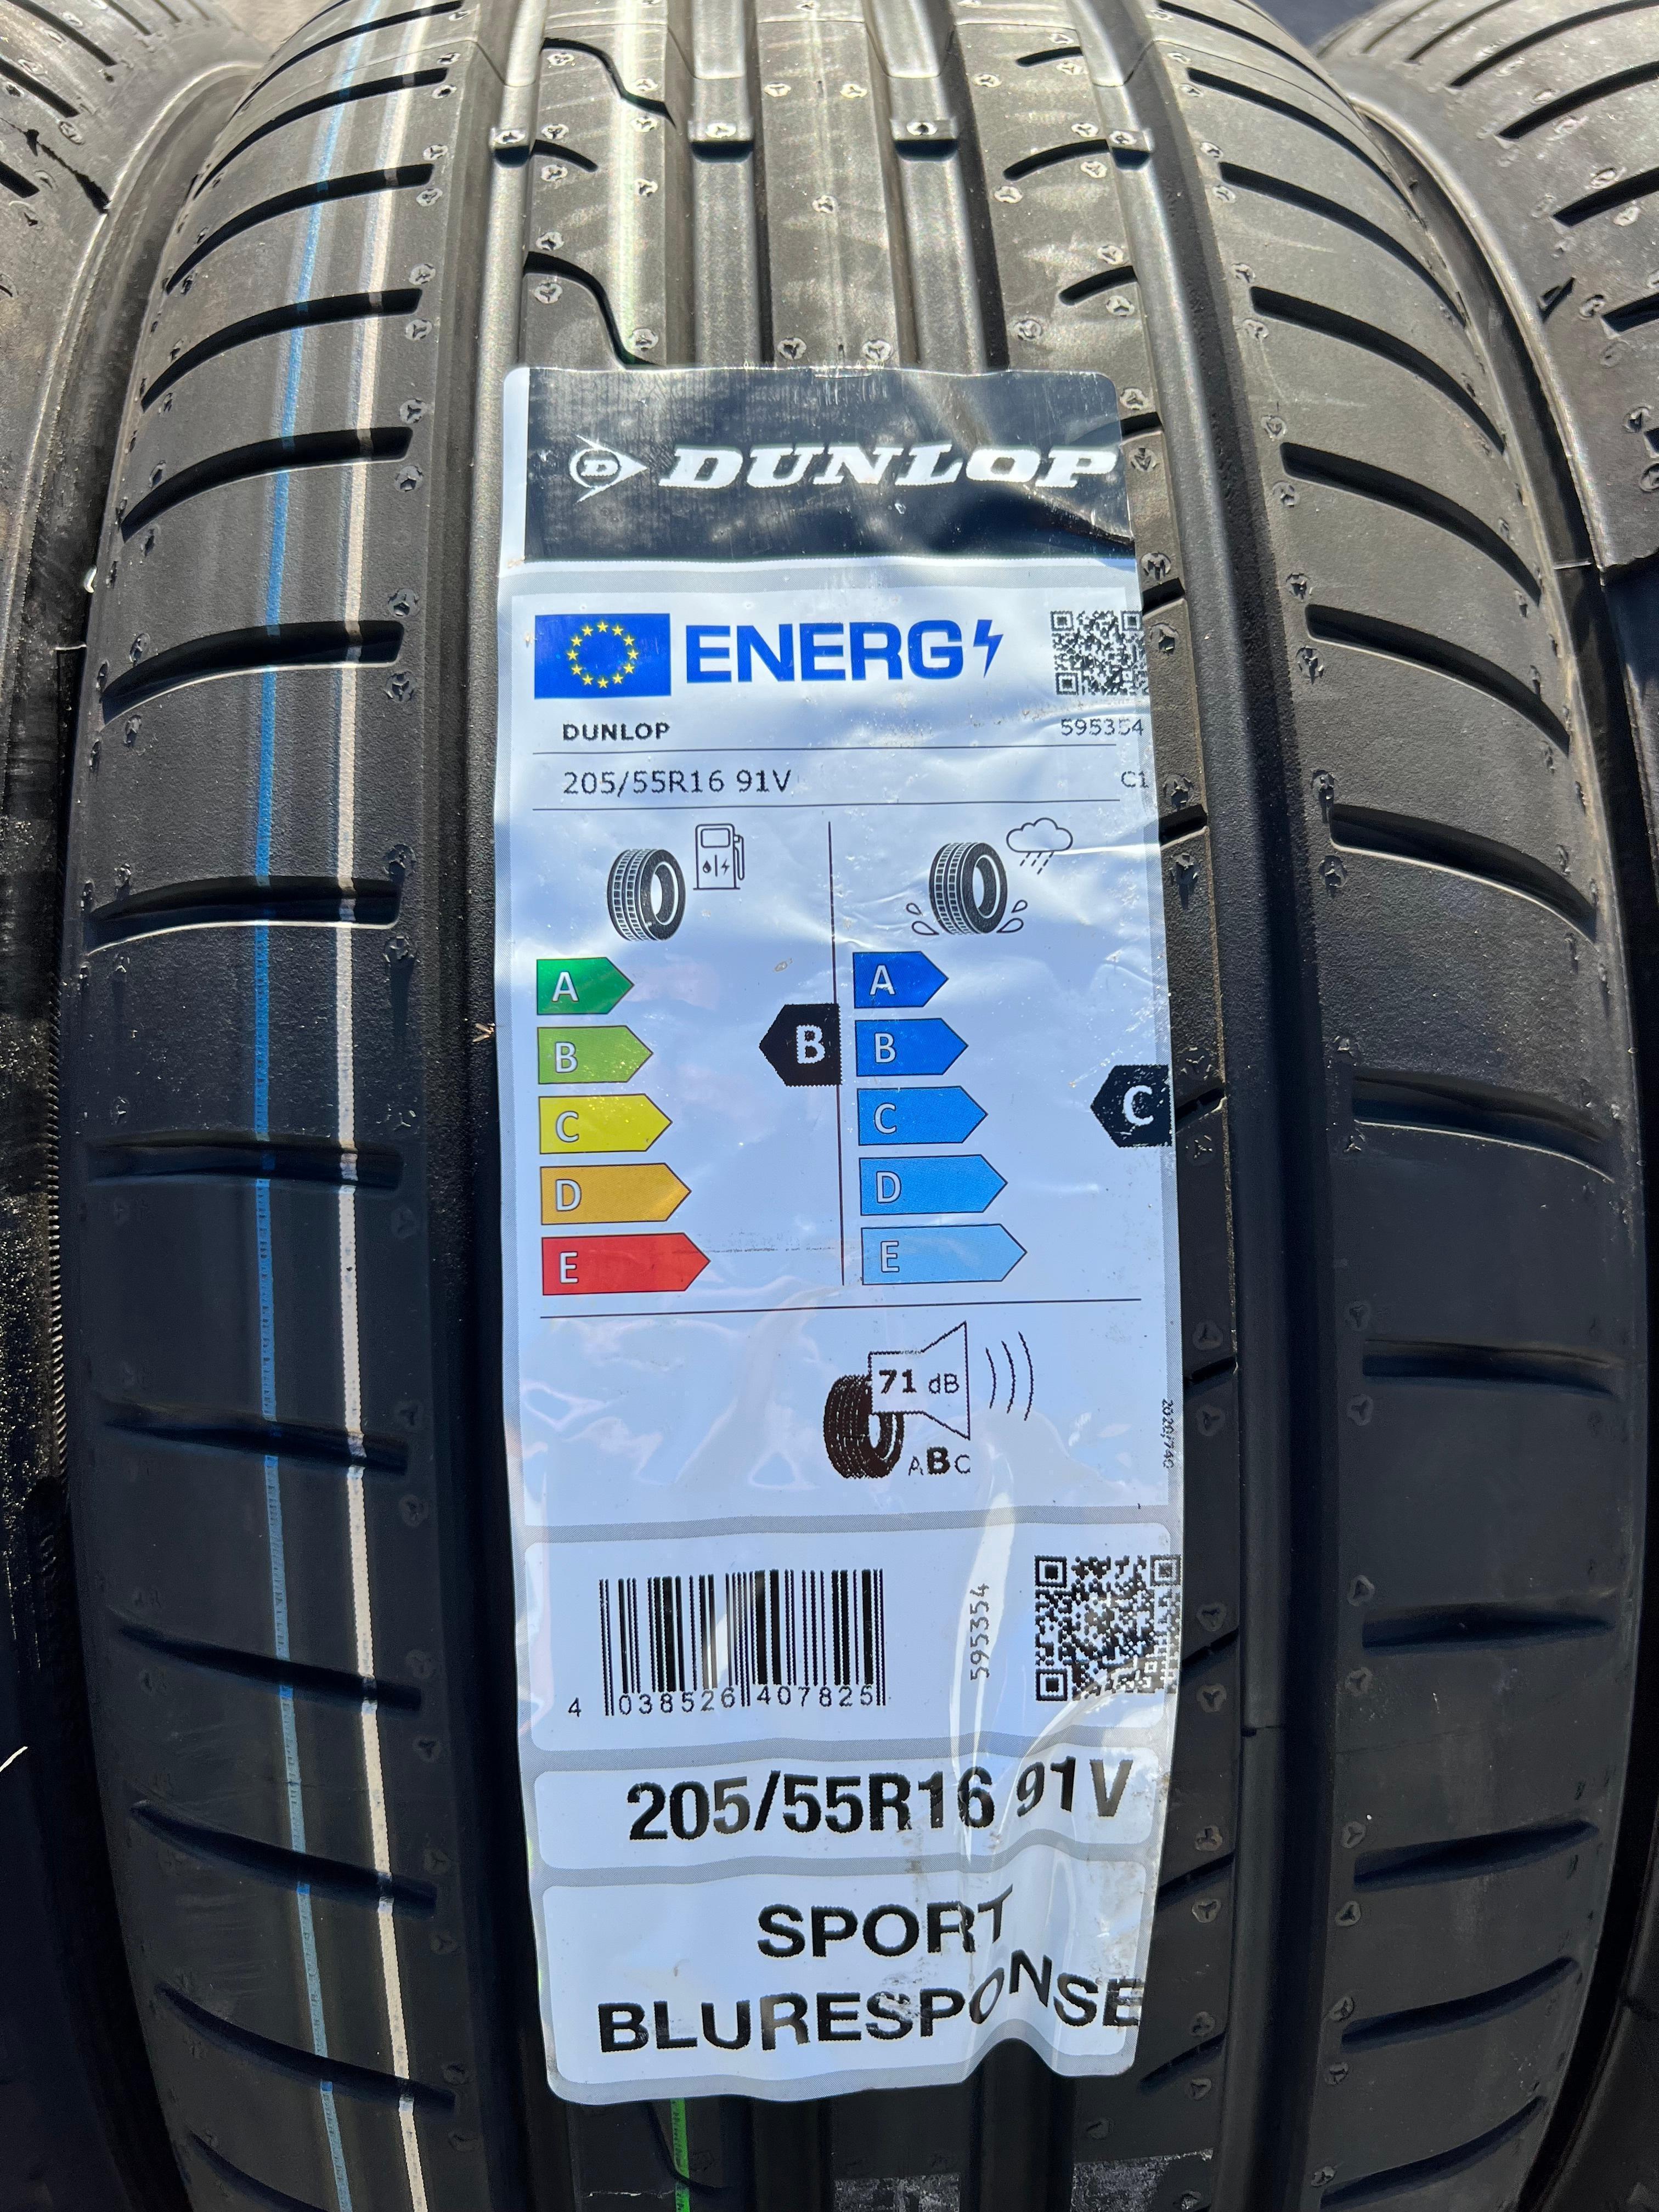 DUNLOP
ENERG
DUNLOP 595354
205/55R16 91V C1
A A
B B B
C C C
D D
E E
71 dB
ABC
2020/740
595354
4 038526 407825
205/55R16 91V
SPORT
BLURESPONSE